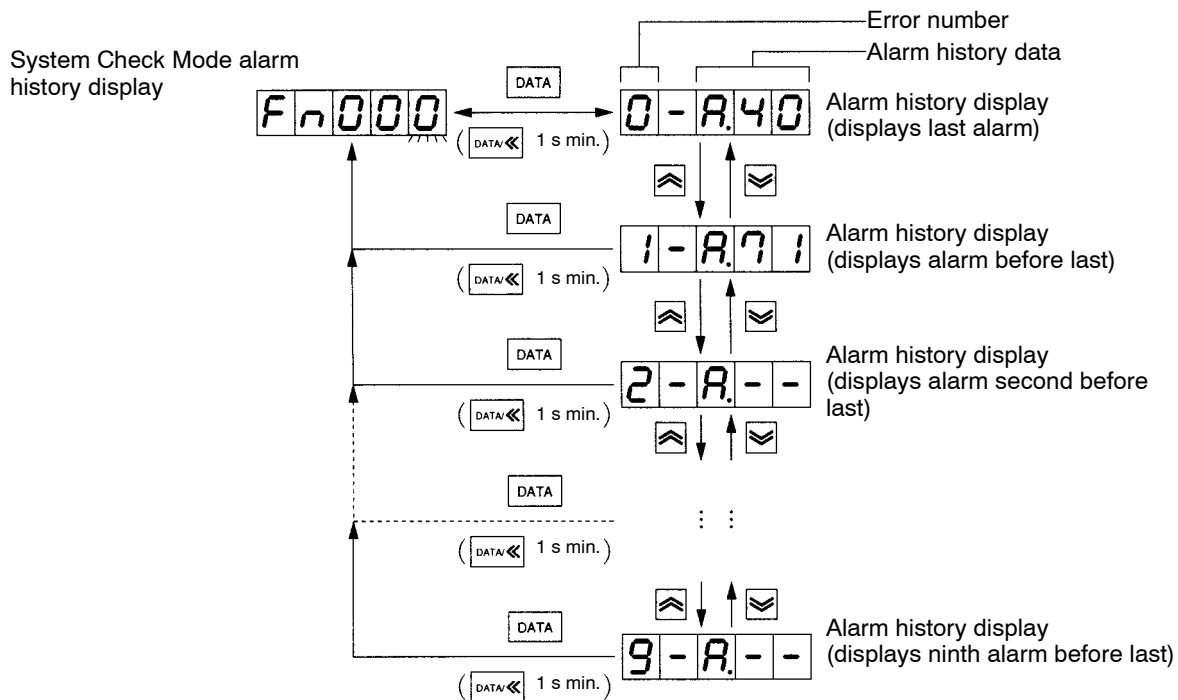 Error number
Alarm history data
System Check Mode alarm
history display
DATA
Fn000
0-A.40
(DATA/≪ 1 s min.)
Alarm history display
(displays last alarm)
DATA
1-A.71
(DATA/≪ 1 s min.)
Alarm history display
(displays alarm before last)
DATA
2-A.--
(DATA/≪ 1 s min.)
Alarm history display
(displays alarm second before
last)
DATA
(DATA/≪ 1 s min.)
DATA
9-A.--
(DATA/≪ 1 s min.)
Alarm history display
(displays ninth alarm before last)